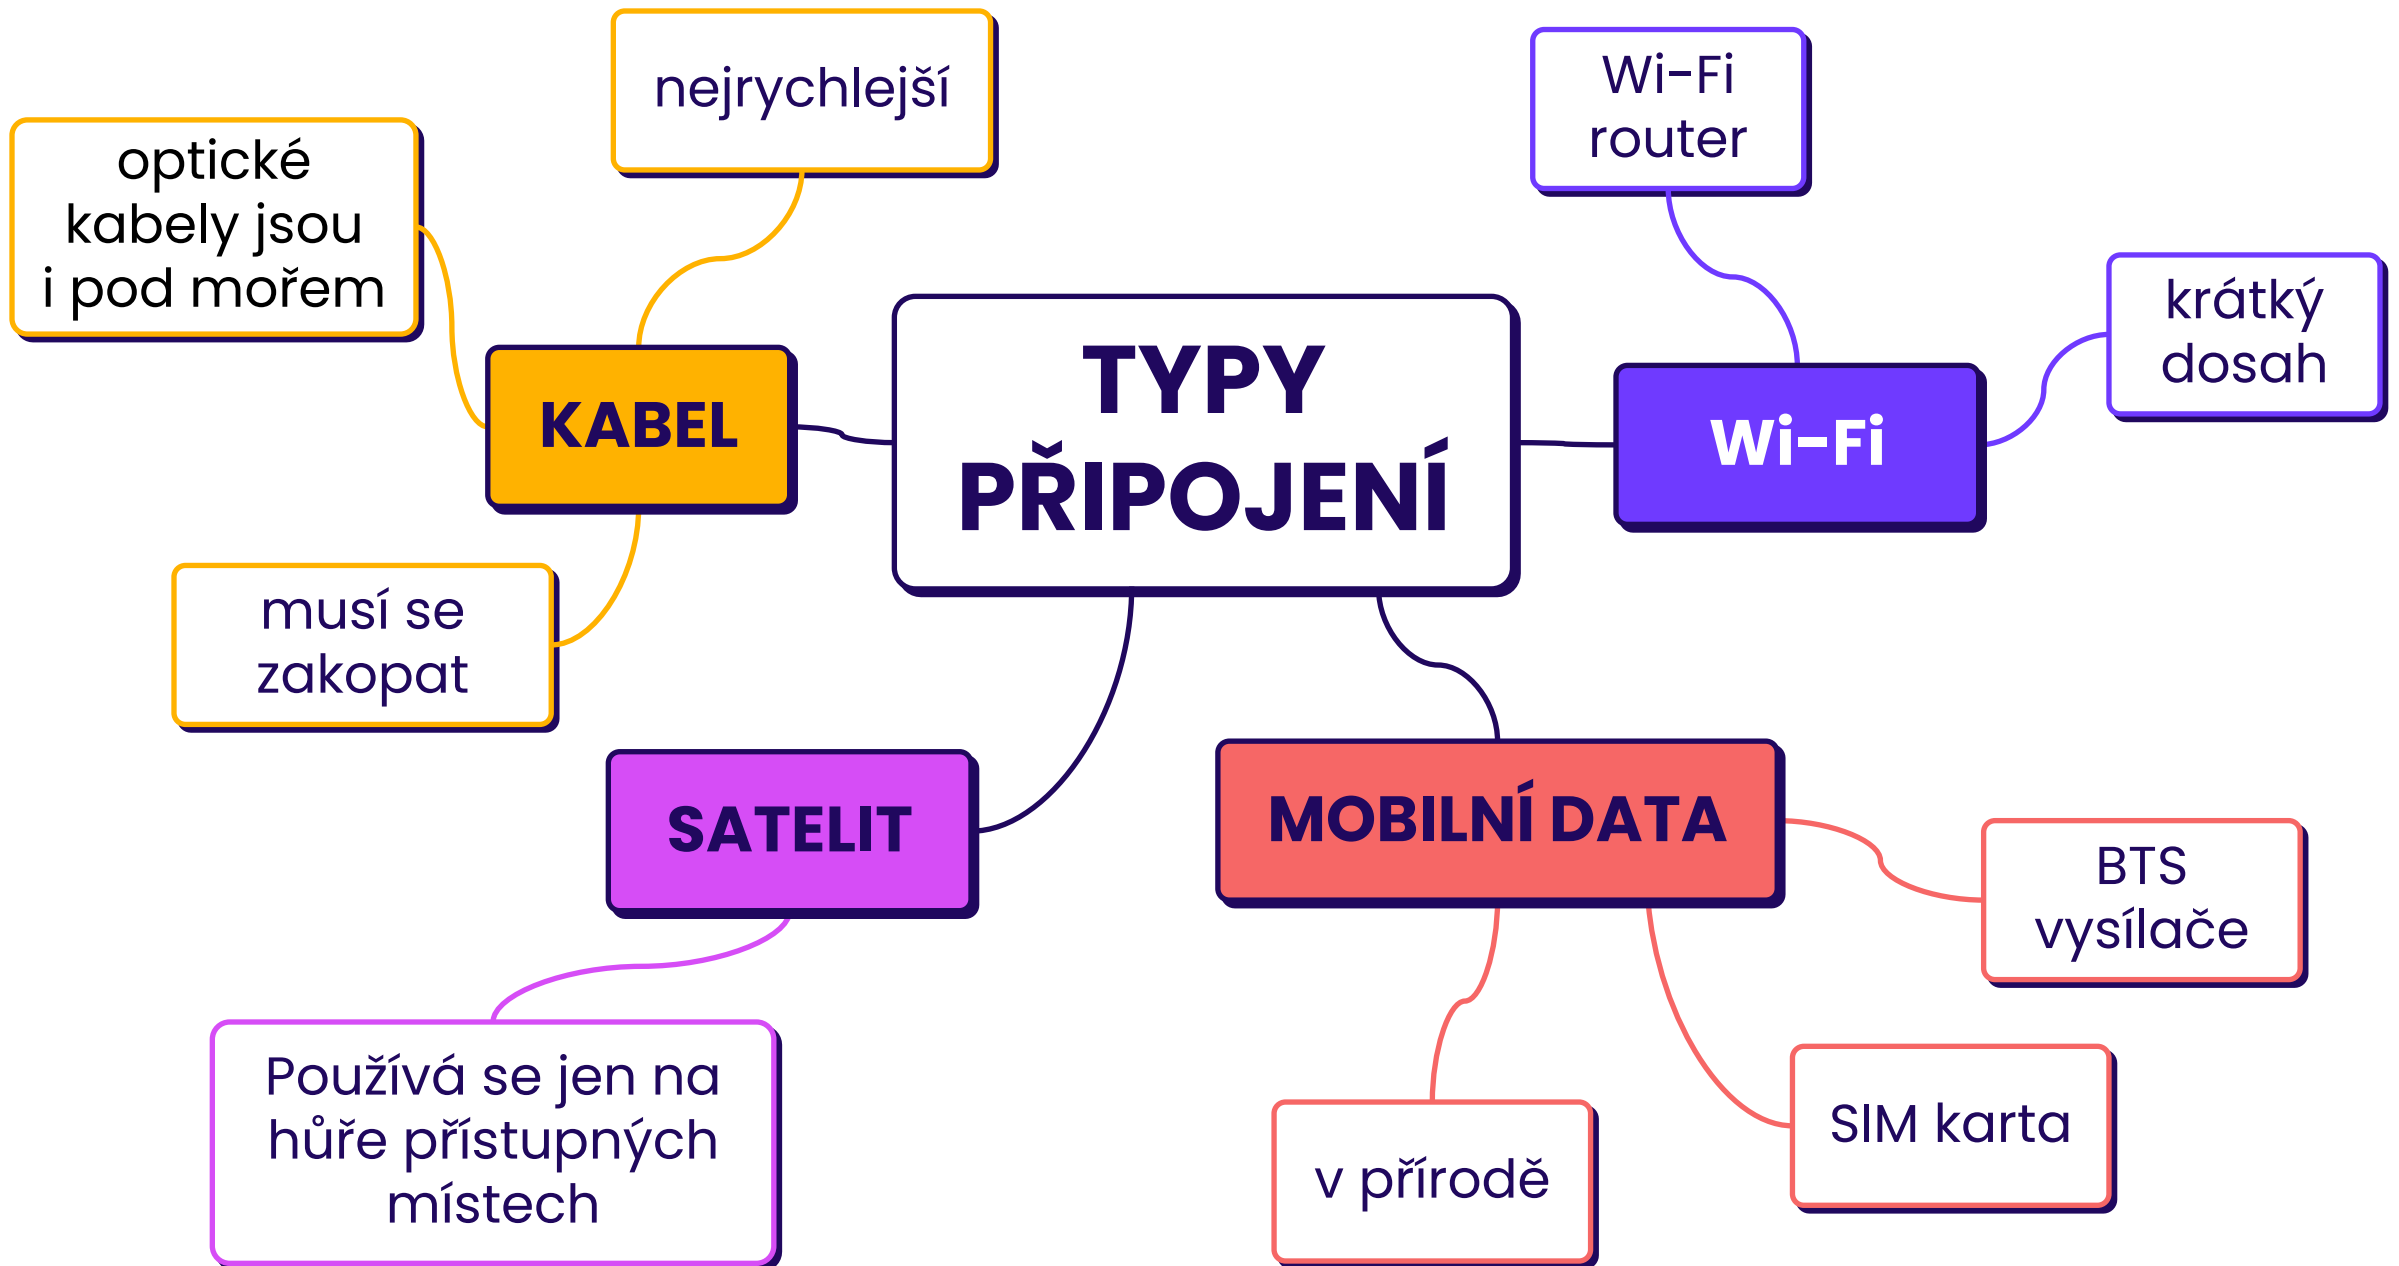 TYPY
PŘIPOJENÍ
KABEL
nejrychlejší
optické
kabely jsou
i pod mořem
musí se
zakopat
Wi-Fi
Wi-Fi
router
krátký
dosah
SATELIT
Používá se jen na
hůře přístupných
místech
MOBILNÍ DATA
BTS
vysílače
SIM karta
v přírodě